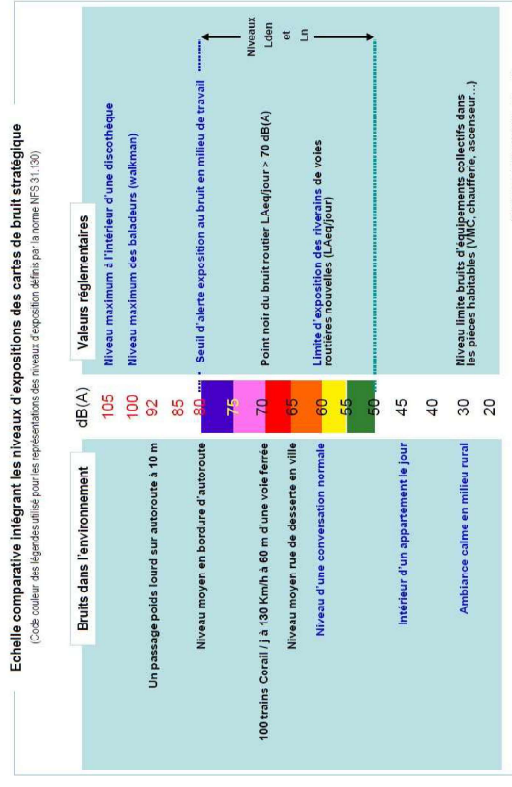 Echelle comparative intégrant les niveaux d'expositions des cartes de bruit stratégique
(Code couleur des légendes utilisé pour les représentations des niveaux d'exposition définis par la norme NFS 31.130)
Bruits dans l'environnement
dB(A)
Valeurs réglementaires
105
Niveau maximum à l'intérieur d'une discothèque
100
Niveau maximum des baladeurs (walkman)
Un passage poids lourd sur autoroute à 10 m
92
85
Niveau moyen en bordure d'autoroute
80
Seuil d'alerte exposition au bruit en milieu de travail
75
Niveaux
Lden
et
Ln
100 trains Corail / j à 130 Km/h à 60 m d'une voie ferrée
70
Point noir du bruit routier LAeq/jour > 70 dB(A)
Niveau moyen rue de desserte en ville
65
Niveau d'une conversation normale
60
Limite d'exposition des riverains de voies
routières nouvelles (LAeq/jour)
55
50
Intérieur d'un appartement le jour
45
40
Ambiance calme en milieu rural
30
Niveau limite bruits d'équipements collectifs dans
les pièces habitables (VMC, chaufferie, ascenseur...)
20